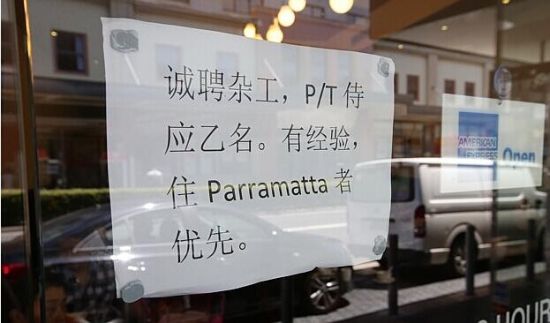 诚聘杂工，P/T 侍
应乙名。有经验，
住 Parramatta 者
优先。
AMERICAN
EXPRESS
Open
HOUR